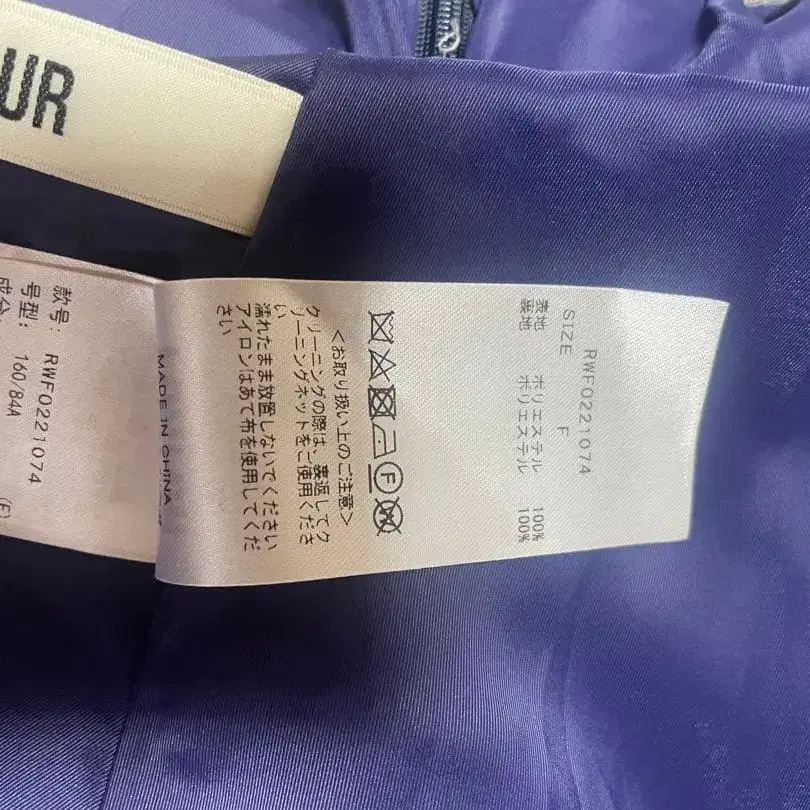 UR
RWF0221074
SIZE F
表地 ポリエステル 100%
裏地 ポリエステル 100%
<お取り扱い上のご注意>
クリーニングの際は、裏返してク
リーニングネットをご使用くださ
い
濡れたまま放置しないでください
アイロンはあて布を使用してくだ
さい
MADE IN CHINA
款号: RWF0221074
号型: 160/84A